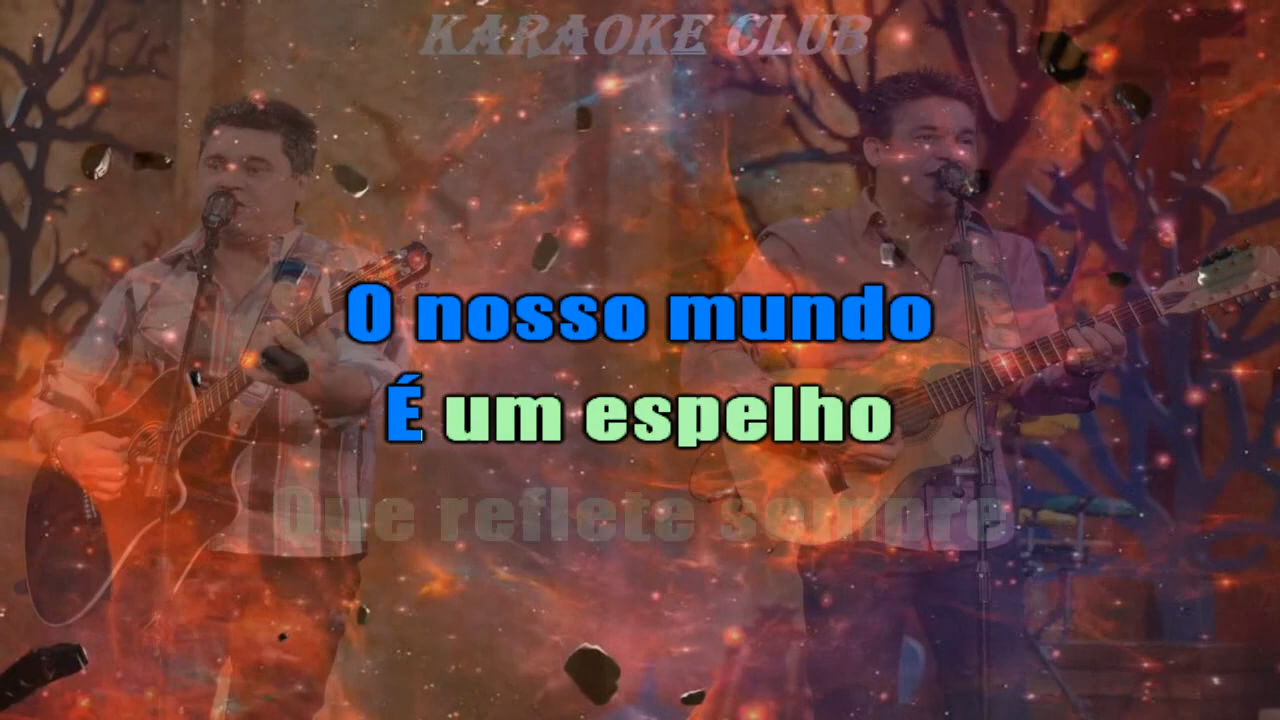 KARAOKE CLUB
O nosso mundo
É um espelho
Que reflete sempre